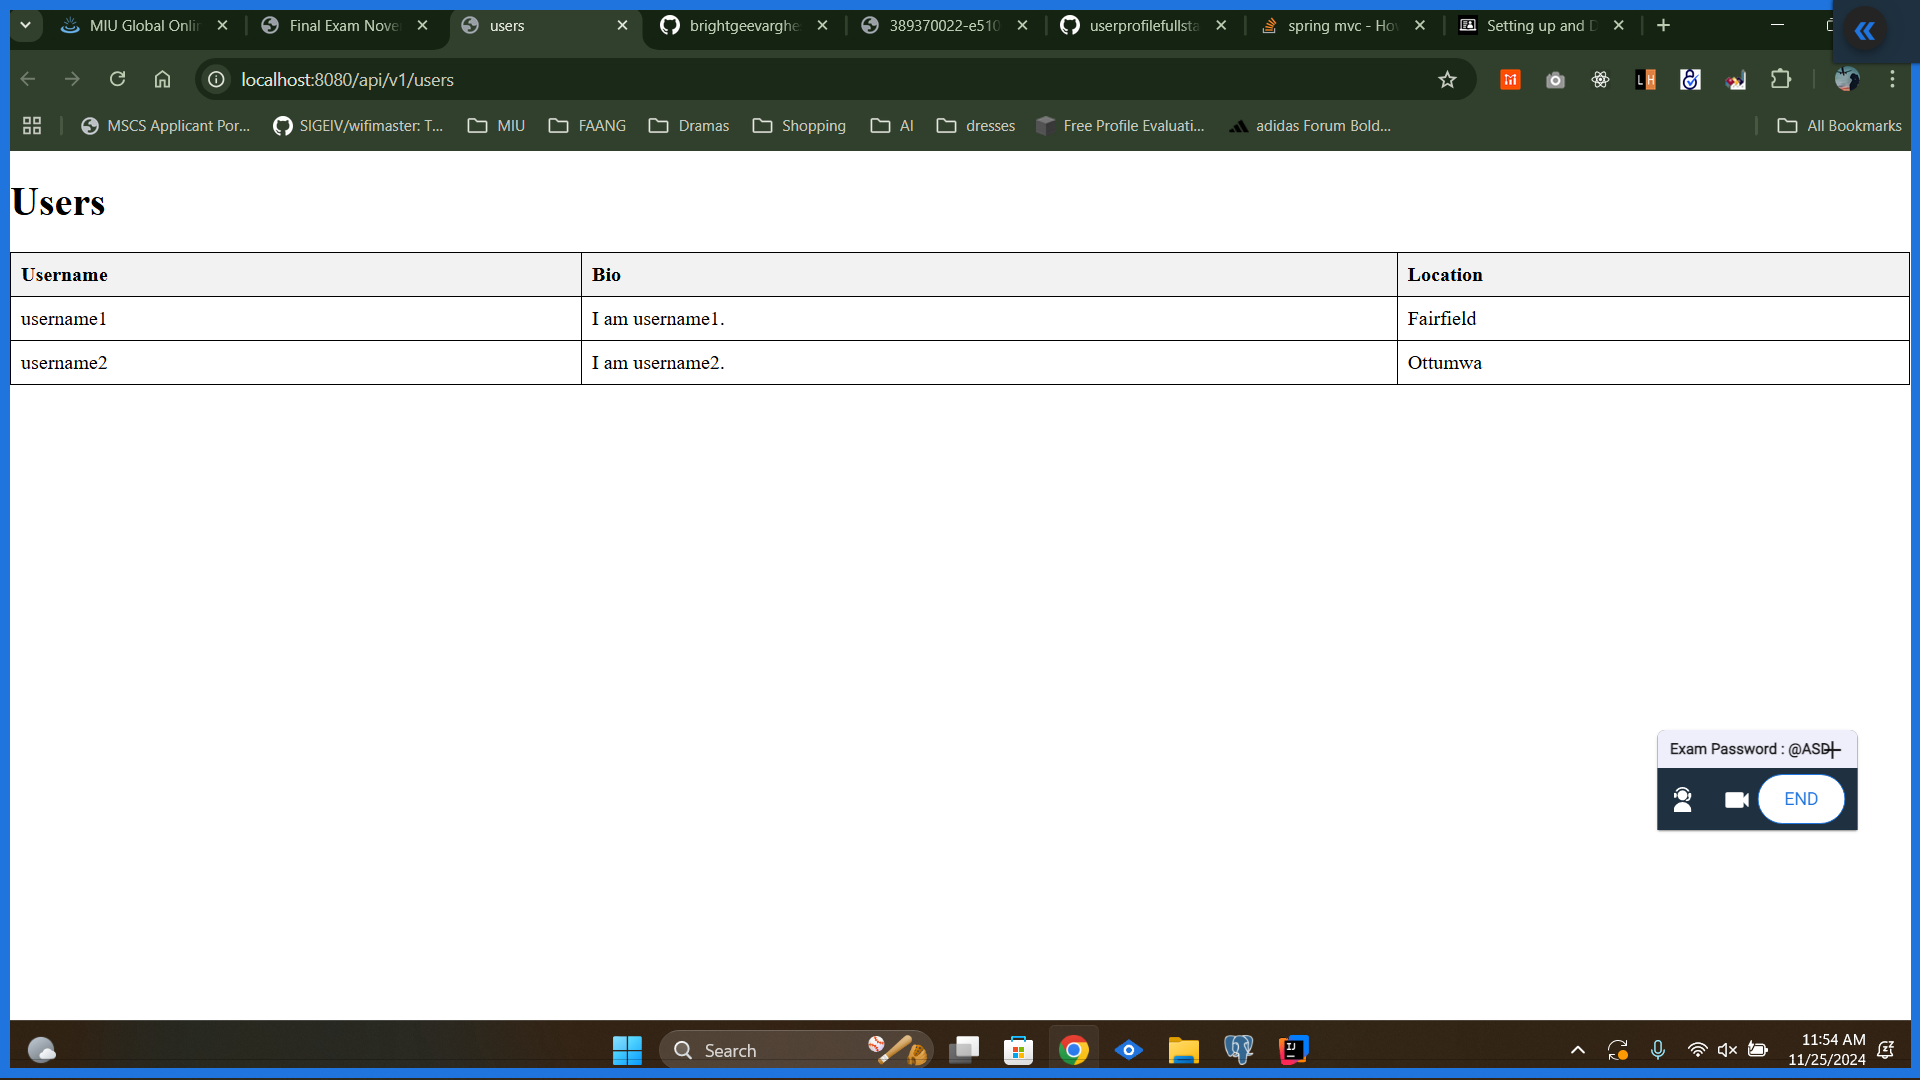 MIU Global Onli
Final Exam Nove
users
brightgeevarghe
389370022-e510
userprofilefullsta
spring mvc - Ho
Setting up and D
localhost:8080/api/v1/users
MSCS Applicant Por...
SIGEIV/wifimaster: T...
MIU
FAANG
Dramas
Shopping
AI
dresses
Free Profile Evaluati...
adidas Forum Bold...
All Bookmarks
Users
Username Bio Location
username1 I am username1. Fairfield
username2 I am username2. Ottumwa
Exam Password : @ASD
END
Search
11:54 AM
11/25/2024